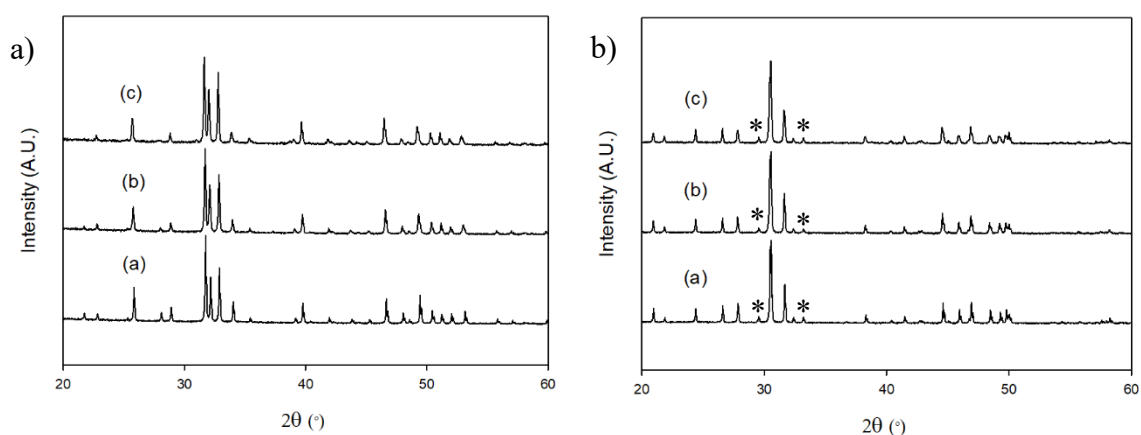 a)
Intensity (A.U.)
(c)
(b)
(a)
20 30 40 50 60
2θ (°)
b)
Intensity (A.U.)
(c)
* *
(b)
* *
(a)
* *
20 30 40 50 60
2θ (°)